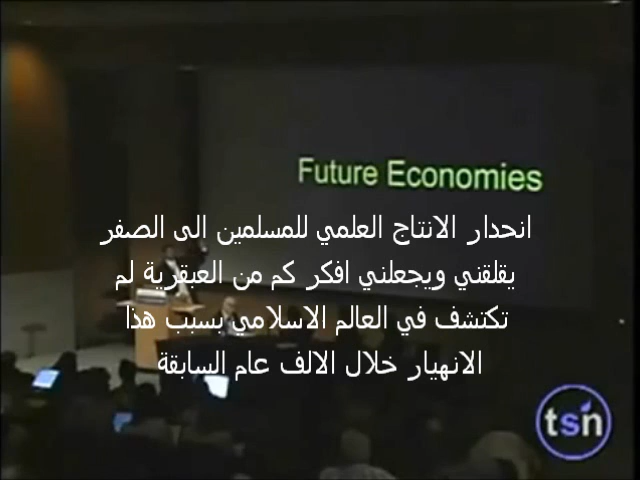 Future Economies
انحدار الانتاج العلمي للمسلمين الى الصفر
يقلقني ويجعلني افكر كم من العبقرية لم
تكتشف في العالم الاسلامي بسبب هذا
الانهيار خلال الالف عام السابقة
tsn